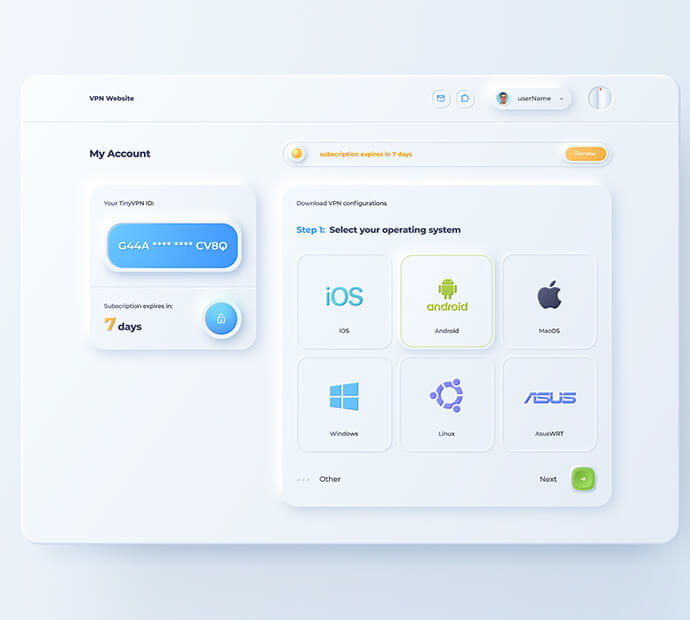 VPN Website
userName
My Account
subscription expires in 7 days
Renew
Your TinyVPN ID:
G44A **** **** CV8Q
Subscription expires in:
7 days
Download VPN configurations
Step 1: Select your operating system
iOS
iOS
android
Android
MacOS
Windows
Linux
ASUS
AsusWRT
Other
Next